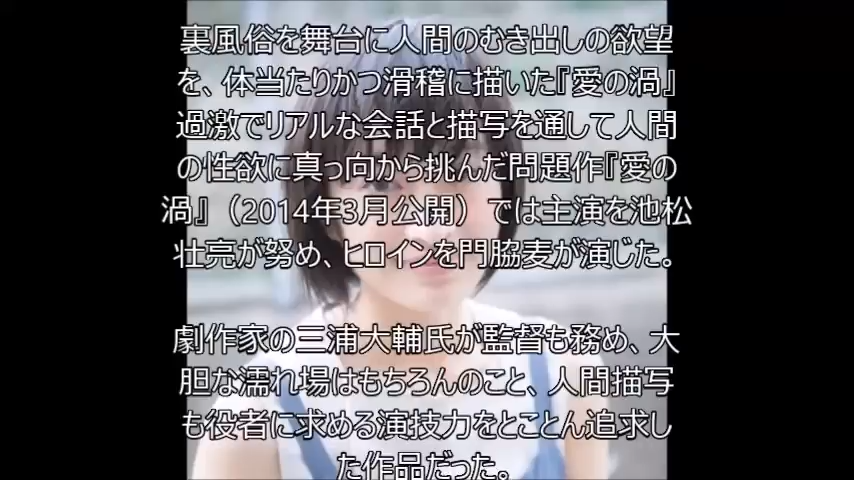 裏風俗を舞台に人間のむき出しの欲望
を、体当たりかつ滑稽に描いた『愛の渦』
過激でリアルな会話と描写を通して人間
の性欲に真っ向から挑んだ問題作『愛の
渦』（2014年3月公開）では主演を池松
壮亮が努め、ヒロインを門脇麦が演じた。
劇作家の三浦大輔氏が監督も務め、大
胆な濡れ場はもちろんのこと、人間描写
も役者に求める演技力をとことん追求し
た作品だった。